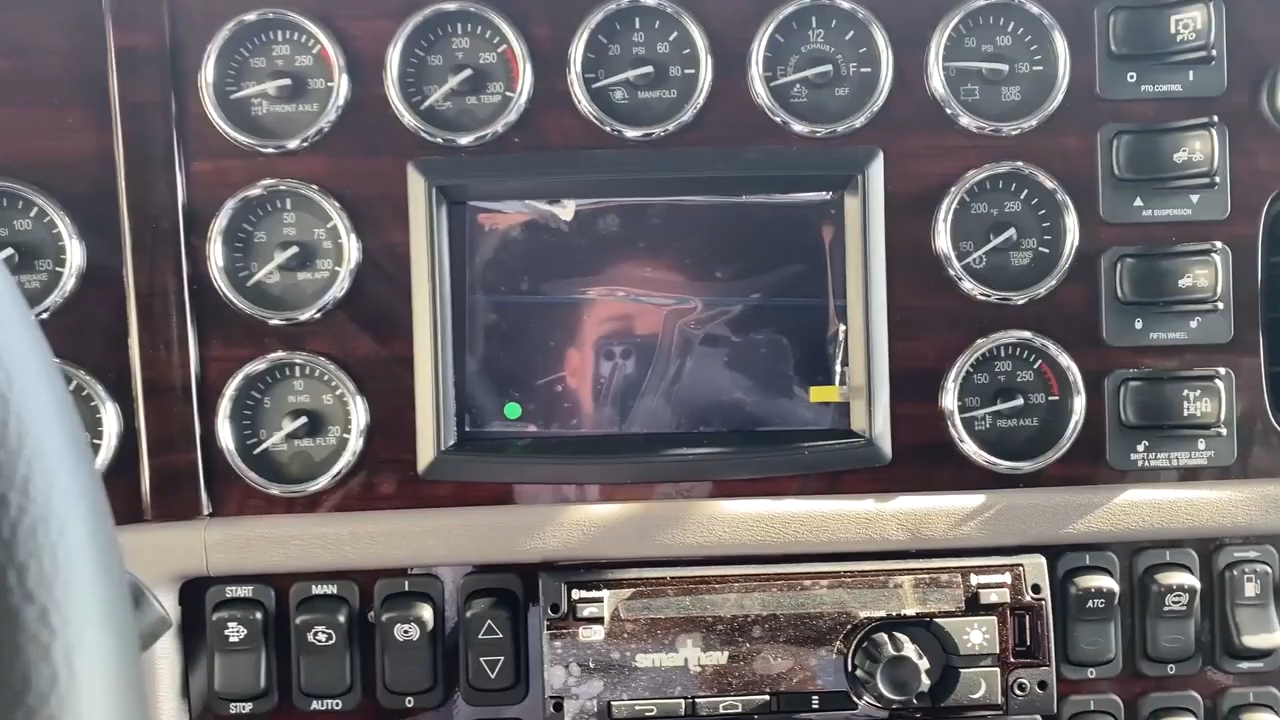 200
150 °F 250
100 300
FRONT AXLE
200
150 °F 250
300
OIL TEMP
40
20 PSI 60
0 80
MANIFOLD
1/2
DIESEL EXHAUST FLUID
E F
DEF
50 100
PSI
0 150
SUSP
LOAD
PTO
O I
PTO CONTROL
100
150
BRAKE
AIR
50
25 PSI 75
85
0 100
BRK APP
200 °F 250
150 300
TRANS
TEMP
AIR SUSPENSION
FIFTH WHEEL
10
5 IN HG 15
0 20
FUEL FLTR
200
150 °F 250
100 300
REAR AXLE
SHIFT AT ANY SPEED EXCEPT
IF A WHEEL IS SPINNING
START
STOP
MAN
AUTO
I
O
smartnav
ATC
O
I
O